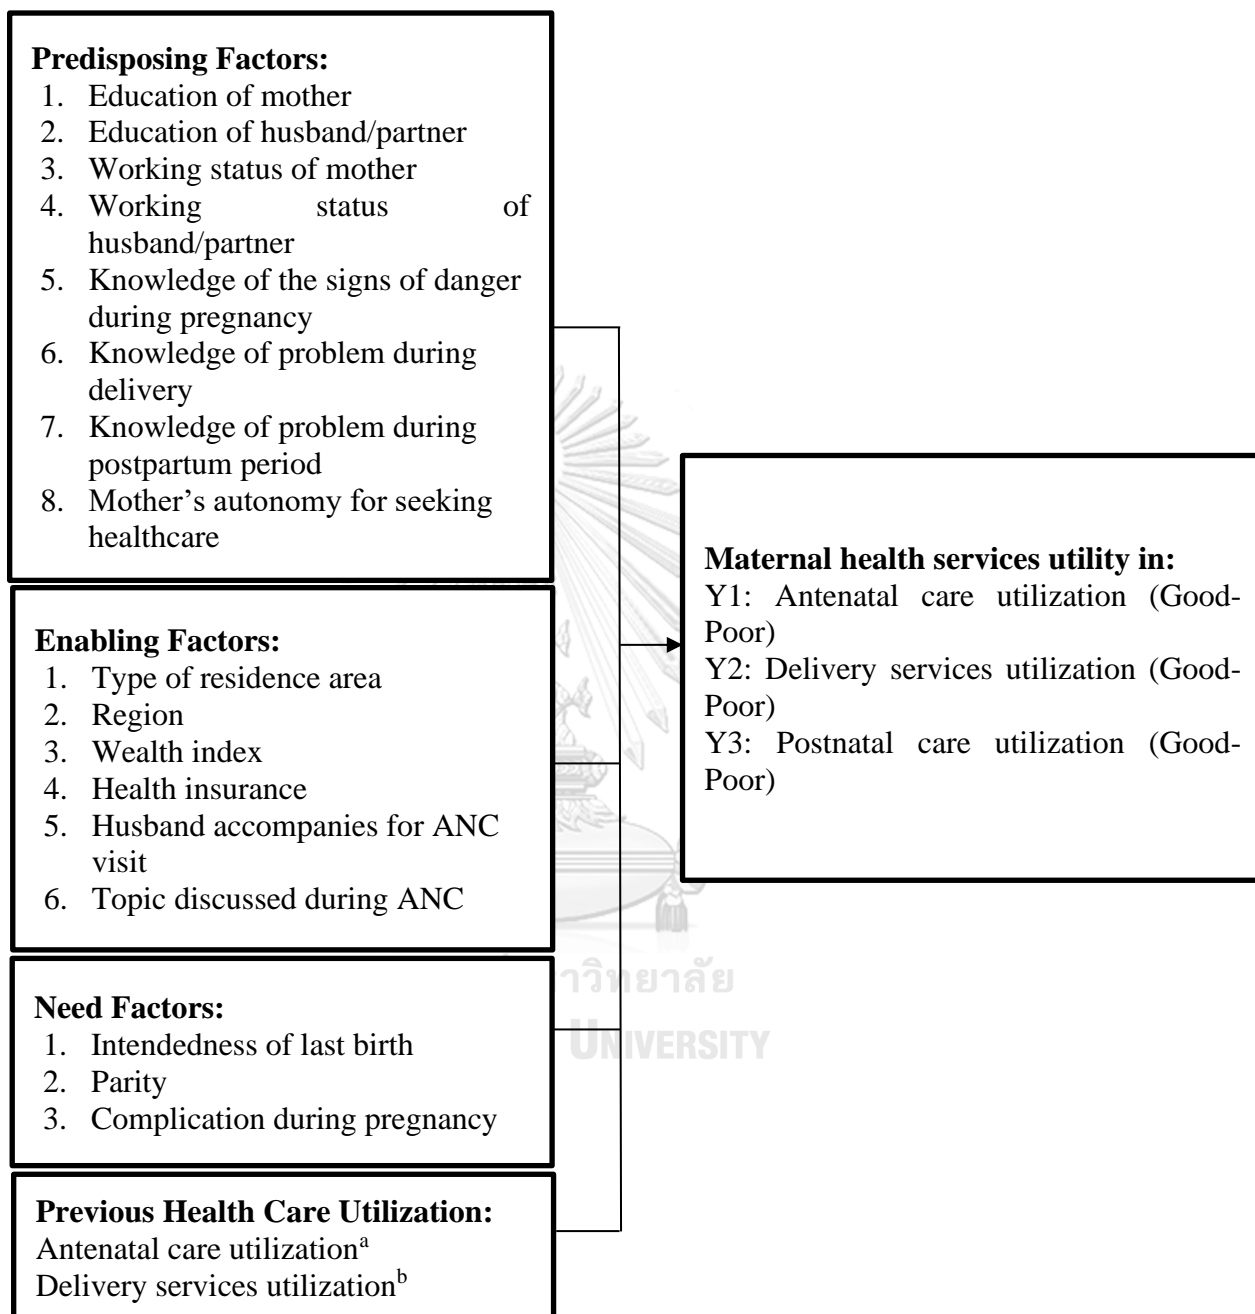 Predisposing Factors:
1. Education of mother
2. Education of husband/partner
3. Working status of mother
4. Working status of
husband/partner
5. Knowledge of the signs of danger
during pregnancy
6. Knowledge of problem during
delivery
7. Knowledge of problem during
postpartum period
8. Mother’s autonomy for seeking
healthcare
Enabling Factors:
1. Type of residence area
2. Region
3. Wealth index
4. Health insurance
5. Husband accompanies for ANC
visit
6. Topic discussed during ANC
Need Factors:
1. Intendedness of last birth
2. Parity
3. Complication during pregnancy
Previous Health Care Utilization:
Antenatal care utilizationᵃ
Delivery services utilizationᵇ
Maternal health services utility in:
Y1: Antenatal care utilization (Good-
Poor)
Y2: Delivery services utilization (Good-
Poor)
Y3: Postnatal care utilization (Good-
Poor)
าวิทยาลัย
UNIVERSITY